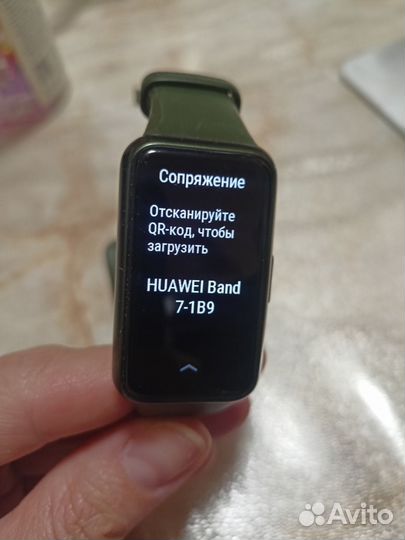 Сопряжение
Отсканируйте
QR-код, чтобы
загрузить
HUAWEI Band
7-1B9
Avito